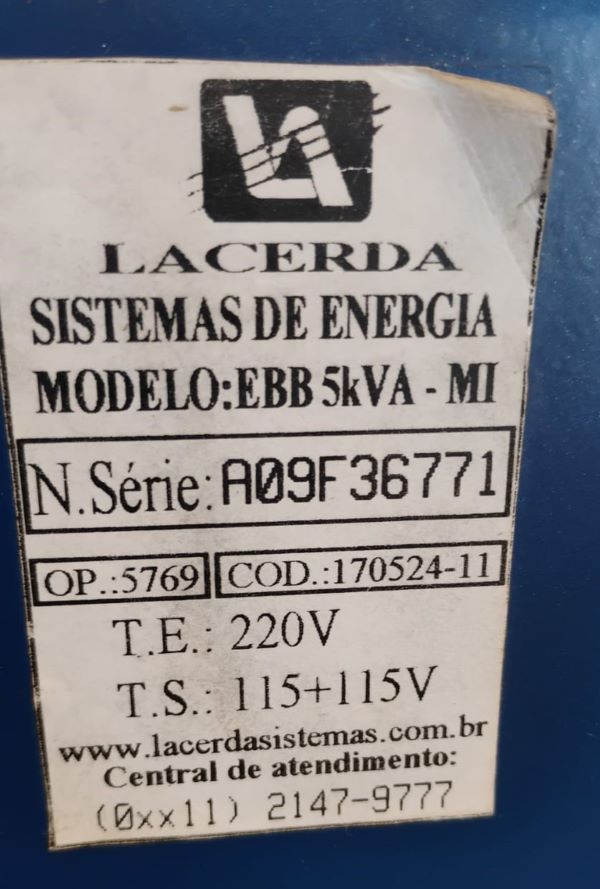 LACERDA
SISTEMAS DE ENERGIA
MODELO:EBB 5kVA - MI
N.Série: A09F36771
OP.:5769 COD.:170524-11
T.E.: 220V
T.S.: 115+115V
www.lacerdasistemas.com.br
Central de atendimento:
(0xx11) 2147-9777